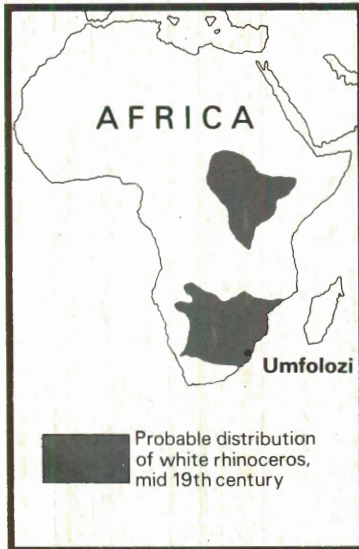 AFRICA
Umfolozi
Probable distribution
of white rhinoceros,
mid 19th century